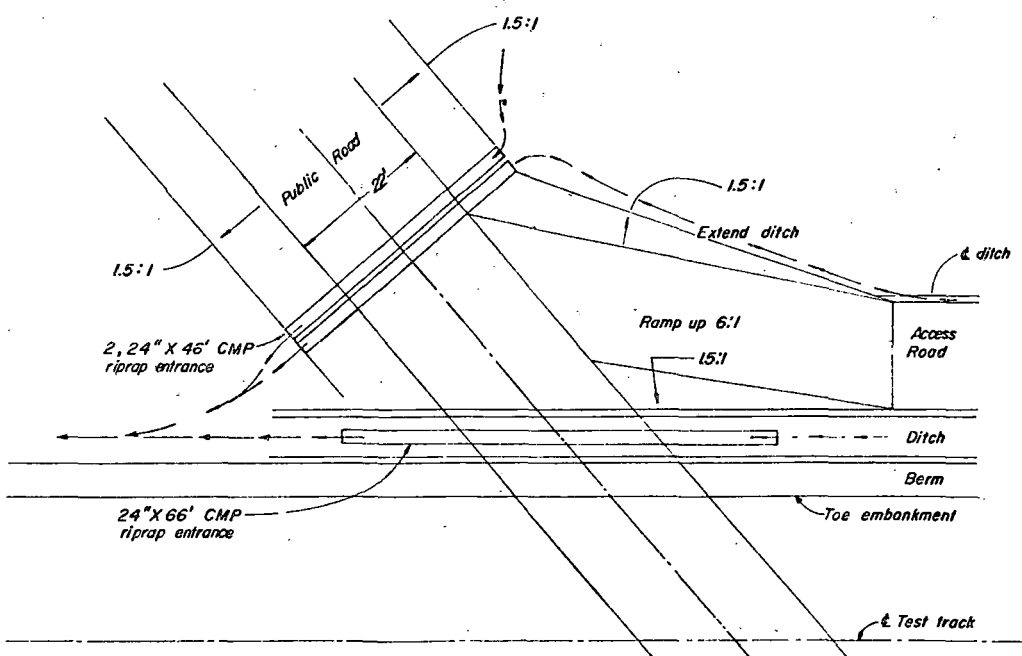 1.5:1
Public Road
22'
1.5:1
Extend ditch
℄ ditch
1.5:1
2, 24" X 46' CMP
riprap entrance
Ramp up 6:1
1.5:1
Access
Road
Ditch
Berm
24" X 66' CMP
riprap entrance
Toe embankment
℄ Test track